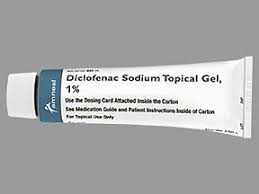 amneal
Diclofenac Sodium Topical Gel,
1%
Use the Dosing Card Attached Inside the Carton
See Medication Guide and Patient Instructions Inside of Carton
For Topical Use Only